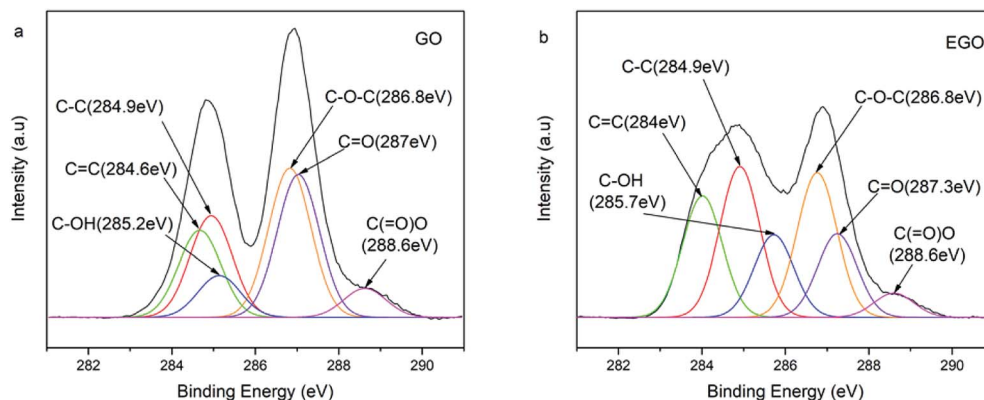 a
GO
C-C(284.9eV)
C-O-C(286.8eV)
C=C(284.6eV)
C=O(287eV)
C-OH(285.2eV)
C(=O)O
(288.6eV)
Intensity (a.u)
282 284 286 288 290
Binding Energy (eV)
b
EGO
C-C(284.9eV)
C-O-C(286.8eV)
C=C(284eV)
C-OH
(285.7eV)
C=O(287.3eV)
C(=O)O
(288.6eV)
Intensity (a.u)
282 284 286 288 290
Binding Energy (eV)